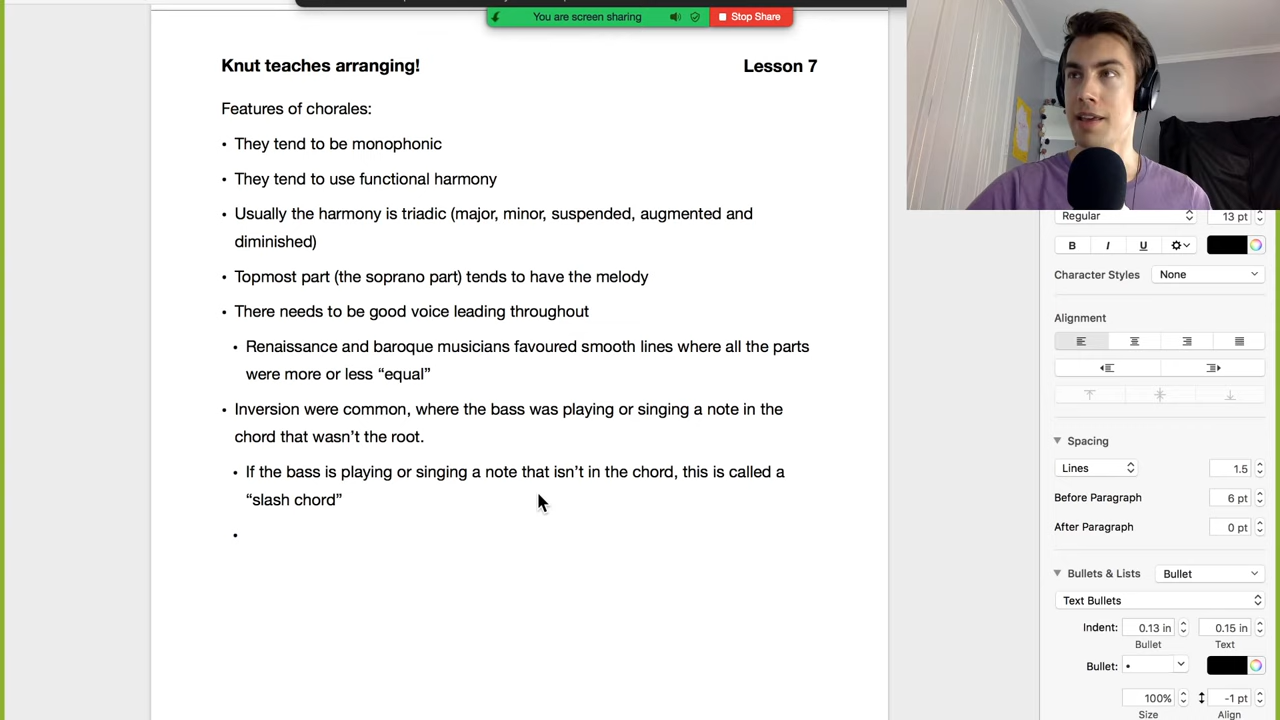 You are screen sharing
Stop Share
Knut teaches arranging!
Lesson 7
Features of chorales:
• They tend to be monophonic
• They tend to use functional harmony
• Usually the harmony is triadic (major, minor, suspended, augmented and
diminished)
• Topmost part (the soprano part) tends to have the melody
• There needs to be good voice leading throughout
• Renaissance and baroque musicians favoured smooth lines where all the parts
were more or less “equal”
• Inversion were common, where the bass was playing or singing a note in the
chord that wasn’t the root.
• If the bass is playing or singing a note that isn’t in the chord, this is called a
“slash chord”
•
Regular
13 pt
B I U
Character Styles
None
Alignment
Spacing
Lines
1.5
Before Paragraph
6 pt
After Paragraph
0 pt
Bullets & Lists
Bullet
Text Bullets
Indent:
0.13 in
0.15 in
Bullet
Text
Bullet:
•
100%
-1 pt
Size
Align